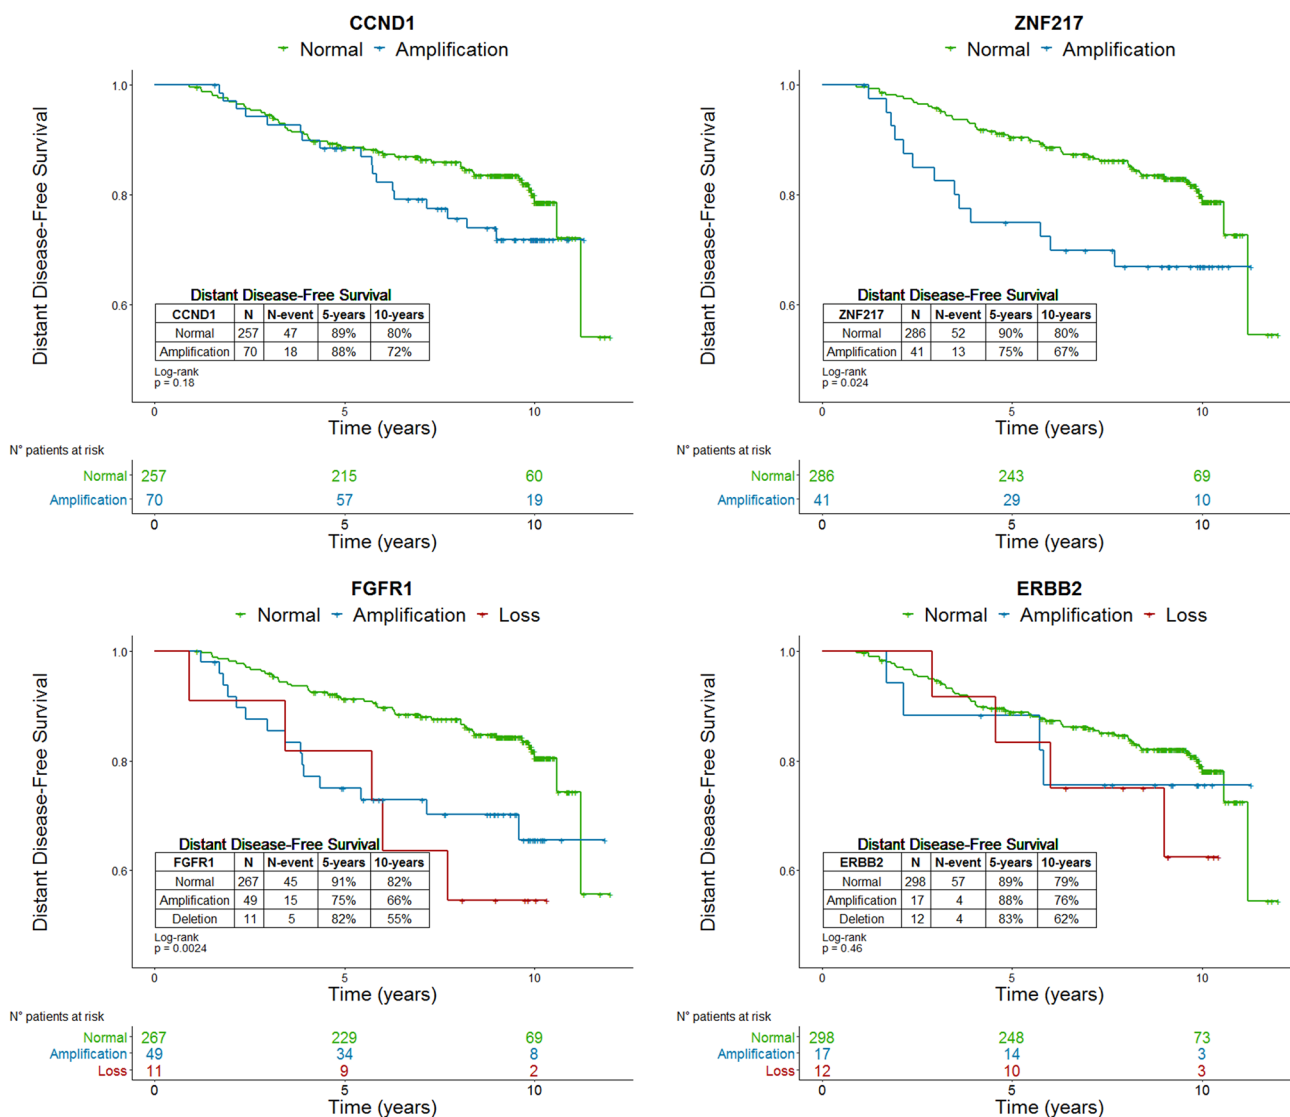 CCND1
Normal Amplification
Distant Disease-Free Survival
1.0
0.8
0.6
Distant Disease-Free Survival
CCND1 N N-event 5-years 10-years
Normal 257 47 89% 80%
Amplification 70 18 88% 72%
Log-rank
p = 0.18
0 5 10
Time (years)
N° patients at risk
Normal 257 215 60
Amplification 70 57 19
0 5 10
Time (years)
ZNF217
Normal Amplification
Distant Disease-Free Survival
1.0
0.8
0.6
Distant Disease-Free Survival
ZNF217 N N-event 5-years 10-years
Normal 286 52 90% 80%
Amplification 41 13 75% 67%
Log-rank
p = 0.024
0 5 10
Time (years)
N° patients at risk
Normal 286 243 69
Amplification 41 29 10
0 5 10
Time (years)
FGFR1
Normal Amplification Loss
Distant Disease-Free Survival
1.0
0.8
0.6
Distant Disease-Free Survival
FGFR1 N N-event 5-years 10-years
Normal 267 45 91% 82%
Amplification 49 15 75% 66%
Deletion 11 5 82% 55%
Log-rank
p = 0.0024
0 5 10
Time (years)
N° patients at risk
Normal 267 229 69
Amplification 49 34 8
Loss 11 9 2
0 5 10
Time (years)
ERBB2
Normal Amplification Loss
Distant Disease-Free Survival
1.0
0.8
0.6
Distant Disease-Free Survival
ERBB2 N N-event 5-years 10-years
Normal 298 57 89% 79%
Amplification 17 4 88% 76%
Deletion 12 4 83% 62%
Log-rank
p = 0.46
0 5 10
Time (years)
N° patients at risk
Normal 298 248 73
Amplification 17 14 3
Loss 12 10 3
0 5 10
Time (years)